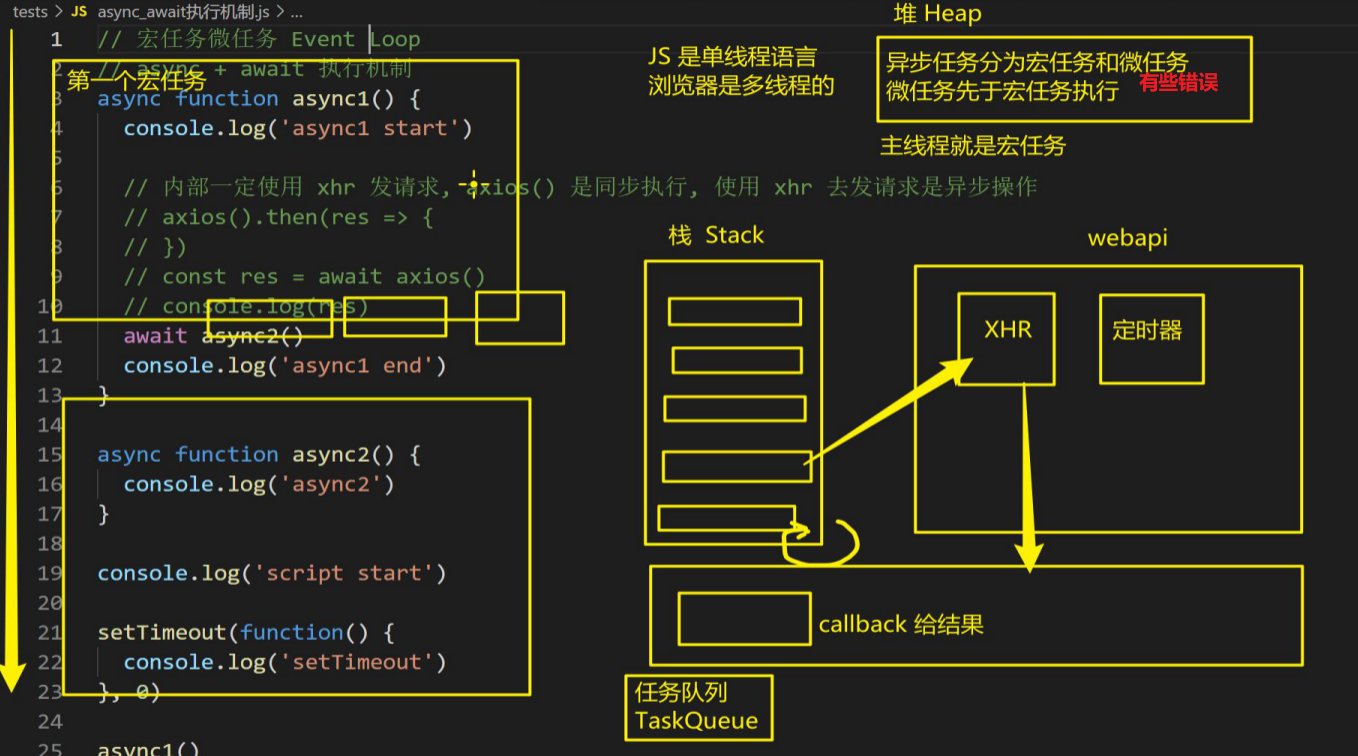 tests > JS async_await执行机制.js > ...
1 // 宏任务微任务 Event Loop
2 // async + await 执行机制
第一个宏任务
3 async function async1() {
4 console.log('async1 start')
5
6 // 内部一定使用 xhr 发请求, axios() 是同步执行, 使用 xhr 去发请求是异步操作
7 // axios().then(res => {
8 // })
9 // const res = await axios()
10 // console.log(res)
11 await async2()
12 console.log('async1 end')
13 }
14
15 async function async2() {
16 console.log('async2')
17 }
18
19 console.log('script start')
20
21 setTimeout(function() {
22 console.log('setTimeout')
23 }, 0)
24
25 async1()
堆 Heap
JS 是单线程语言
浏览器是多线程的
异步任务分为宏任务和微任务
微任务先于宏任务执行
有些错误
主线程就是宏任务
栈 Stack
webapi
XHR
定时器
callback 给结果
任务队列
TaskQueue